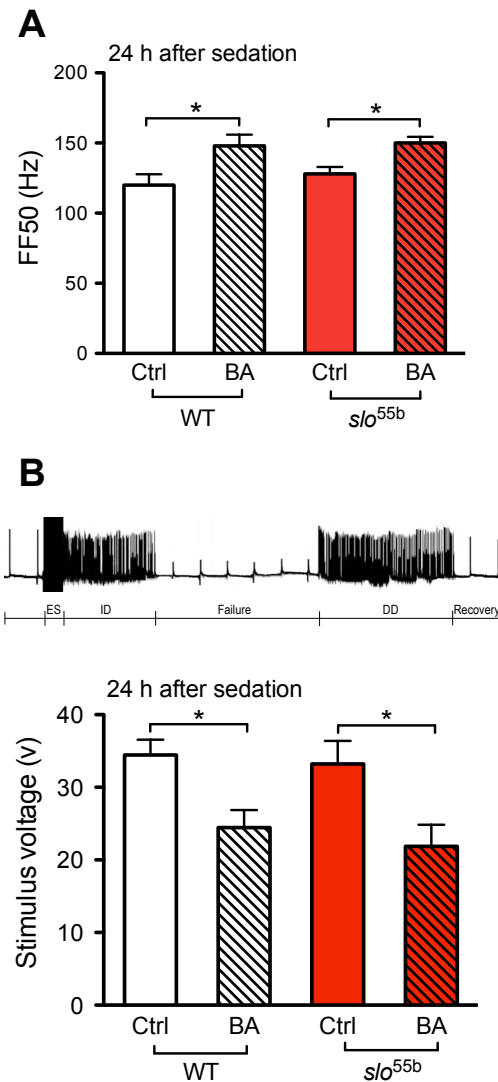 A
24 h after sedation
200
150
100
50
0
FF50 (Hz)
*
*
Ctrl BA Ctrl BA
WT slo55b
B
ES ID Failure DD Recovery
24 h after sedation
40
30
20
10
0
Stimulus voltage (v)
*
*
Ctrl BA Ctrl BA
WT slo55b